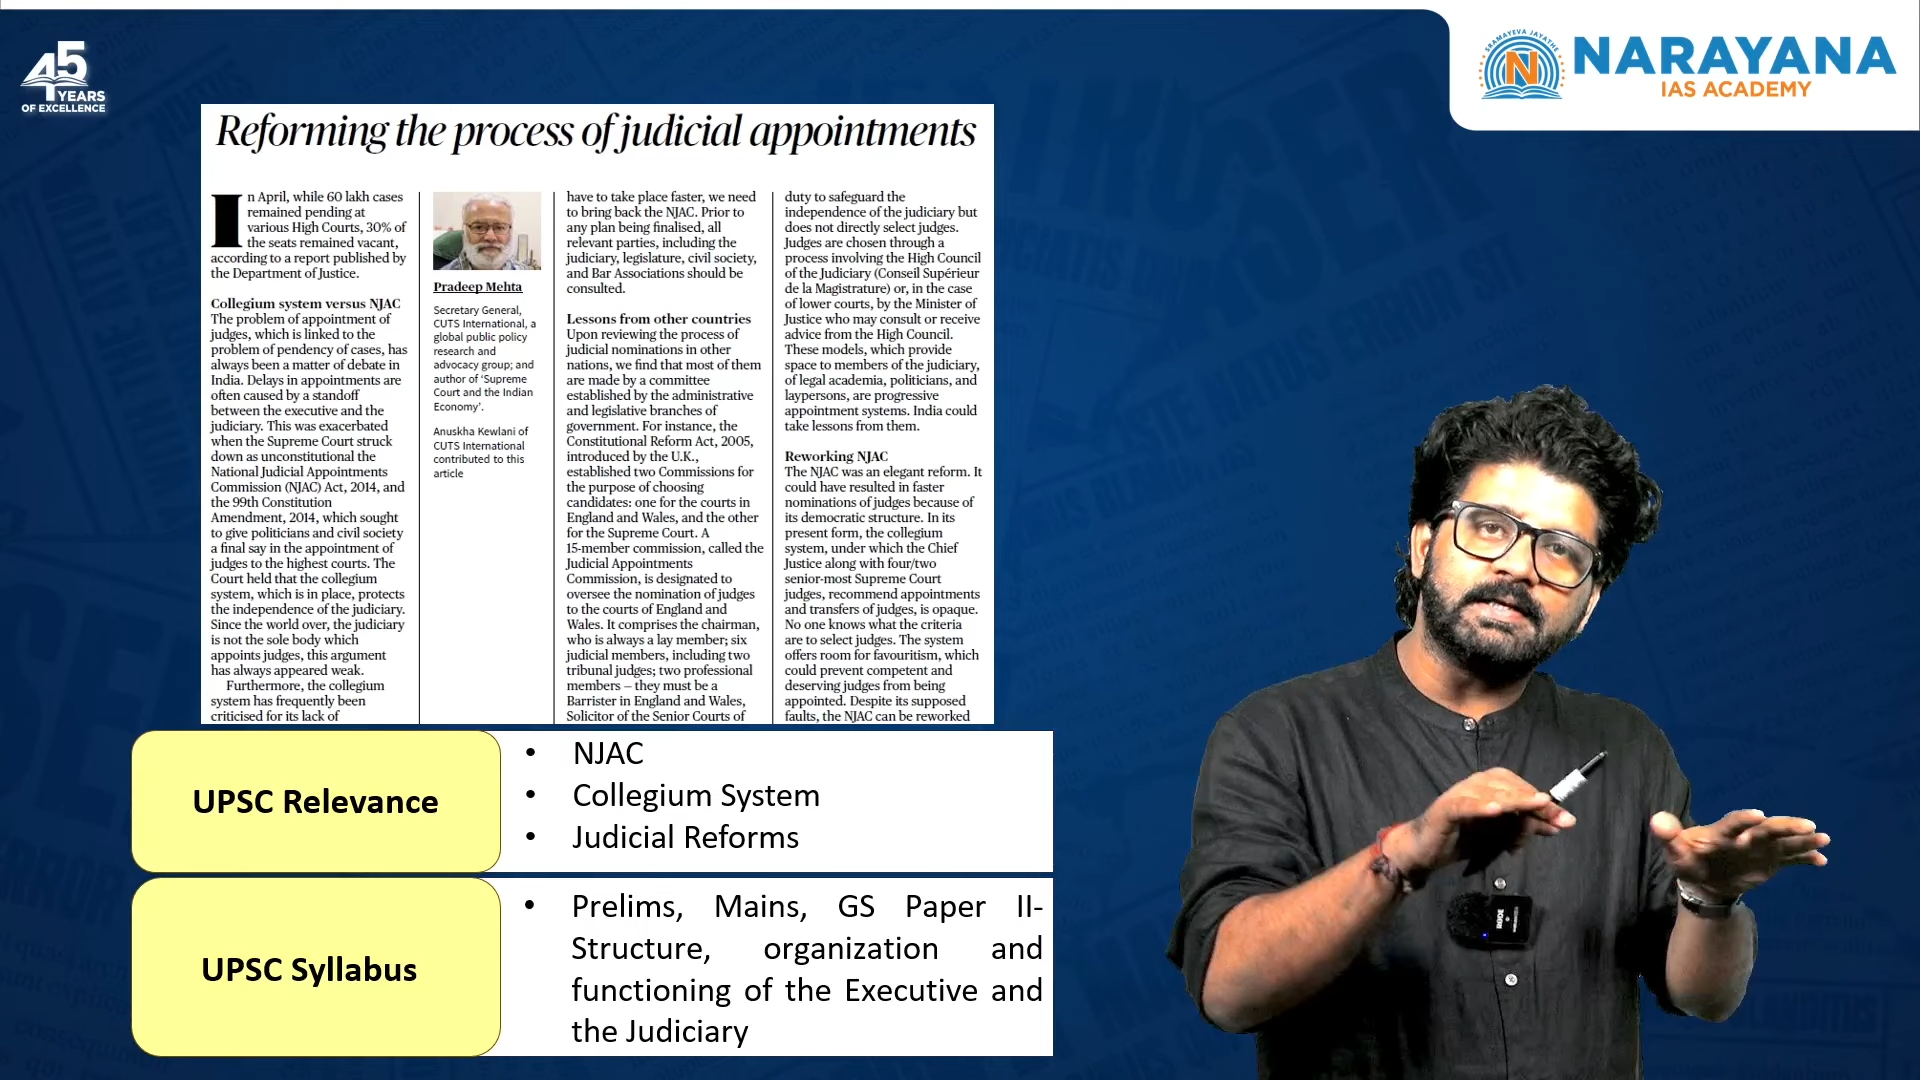 45
YEARS
OF EXCELLENCE
SRAMAYEVA JAYATHE
N
NARAYANA
IAS ACADEMY
Reforming the process of judicial appointments
In April, while 60 lakh cases
remained pending at
various High Courts, 30% of
the seats remained vacant,
according to a report published by
the Department of Justice.
Collegium system versus NJAC
The problem of appointment of
judges, which is linked to the
problem of pendency of cases, has
always been a matter of debate in
India. Delays in appointments are
often caused by a standoff
between the executive and the
judiciary. This was exacerbated
when the Supreme Court struck
down as unconstitutional the
National Judicial Appointments
Commission (NJAC) Act, 2014, and
the 99th Constitution
Amendment, 2014, which sought
to give politicians and civil society
a final say in the appointment of
judges to the highest courts. The
Court held that the collegium
system, which is in place, protects
the independence of the judiciary.
Since the world over, the judiciary
is not the sole body which
appoints judges, this argument
has always appeared weak.
Furthermore, the collegium
system has frequently been
criticised for its lack of
Pradeep Mehta
Secretary General,
CUTS International, a
global public policy
research and
advocacy group; and
author of ‘Supreme
Court and the Indian
Economy’.
Anuskha Kewlani of
CUTS International
contributed to this
article
have to take place faster, we need
to bring back the NJAC. Prior to
any plan being finalised, all
relevant parties, including the
judiciary, legislature, civil society,
and Bar Associations should be
consulted.
Lessons from other countries
Upon reviewing the process of
judicial nominations in other
nations, we find that most of them
are made by a committee
established by the administrative
and legislative branches of
government. For instance, the
Constitutional Reform Act, 2005,
introduced by the U.K.,
established two Commissions for
the purpose of choosing
candidates: one for the courts in
England and Wales, and the other
for the Supreme Court. A
15-member commission, called the
Judicial Appointments
Commission, is designated to
oversee the nomination of judges
to the courts of England and
Wales. It comprises the chairman,
who is always a lay member; six
judicial members, including two
tribunal judges; two professional
members – they must be a
Barrister in England and Wales,
Solicitor of the Senior Courts of
duty to safeguard the
independence of the judiciary but
does not directly select judges.
Judges are chosen through a
process involving the High Council
of the Judiciary (Conseil Supérieur
de la Magistrature) or, in the case
of lower courts, by the Minister of
Justice who may consult or receive
advice from the High Council.
These models, which provide
space to members of the judiciary,
of legal academia, politicians, and
laypersons, are progressive
appointment systems. India could
take lessons from them.
Reworking NJAC
The NJAC was an elegant reform. It
could have resulted in faster
nominations of judges because of
its democratic structure. In its
present form, the collegium
system, under which the Chief
Justice along with four/two
senior-most Supreme Court
judges, recommend appointments
and transfers of judges, is opaque.
No one knows what the criteria
are to select judges. The system
offers room for favouritism, which
could prevent competent and
deserving judges from being
appointed. Despite its supposed
faults, the NJAC can be reworked
UPSC Relevance
• NJAC
• Collegium System
• Judicial Reforms
UPSC Syllabus
• Prelims, Mains, GS Paper II-
Structure, organization and
functioning of the Executive and
the Judiciary
RØDE